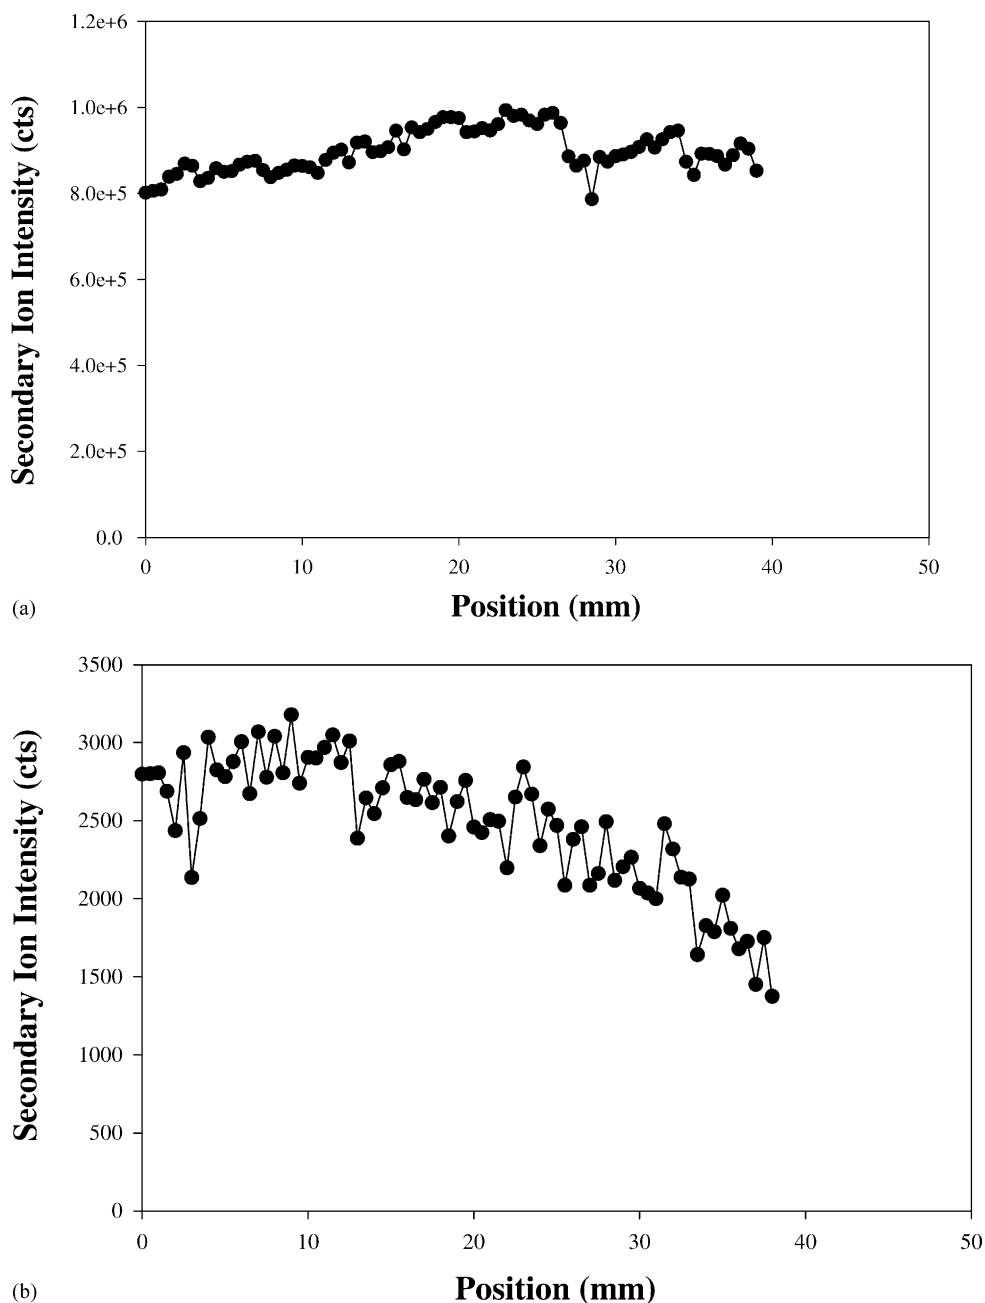 1.2e+6
1.0e+6
8.0e+5
6.0e+5
4.0e+5
2.0e+5
0.0
Secondary Ion Intensity (cts)
0 10 20 30 40 50
Position (mm)
(a)
3500
3000
2500
2000
1500
1000
500
0
Secondary Ion Intensity (cts)
0 10 20 30 40 50
Position (mm)
(b)